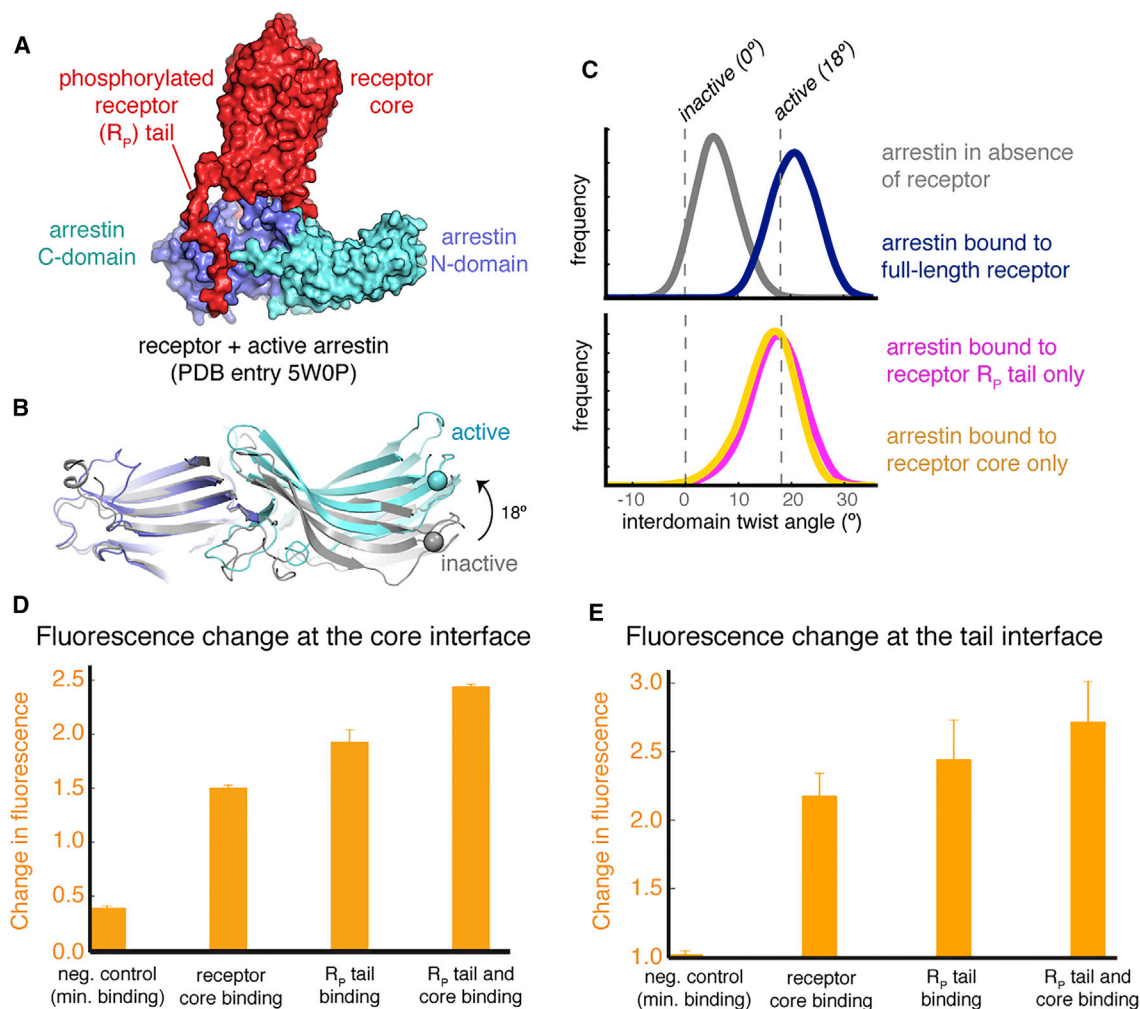 A
phosphorylated
receptor
(RP) tail
receptor
core
arrestin
C-domain
arrestin
N-domain
receptor + active arrestin
(PDB entry 5W0P)
B
active
18º
inactive
C
inactive (0º)
active (18º)
frequency
arrestin in absence
of receptor
arrestin bound to
full-length receptor
frequency
arrestin bound to
receptor RP tail only
arrestin bound to
receptor core only
-10 0 10 20 30
interdomain twist angle (º)
D
Fluorescence change at the core interface
Change in fluorescence
2.5
2.0
1.5
1.0
0.5
0.0
neg. control
(min. binding)
receptor
core binding
RP tail
binding
RP tail and
core binding
E
Fluorescence change at the tail interface
Change in fluorescence
3.0
2.5
2.0
1.5
1.0
neg. control
(min. binding)
receptor
core binding
RP tail
binding
RP tail and
core binding